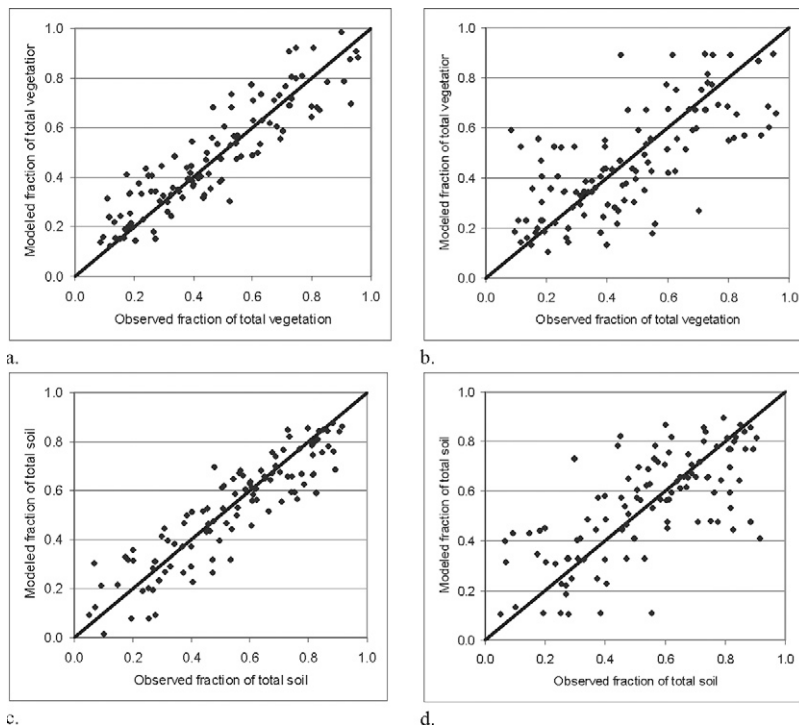 Modeled fraction of total vegetatior
1.0
0.8
0.6
0.4
0.2
0.0
0.0 0.2 0.4 0.6 0.8 1.0
Observed fraction of total vegetation
a.
Modeled fraction of total vegetatior
1.0
0.8
0.6
0.4
0.2
0.0
0.0 0.2 0.4 0.6 0.8 1.0
Observed fraction of total vegetation
b.
Modeled fraction of total soil
1.0
0.8
0.6
0.4
0.2
0.0
0.0 0.2 0.4 0.6 0.8 1.0
Observed fraction of total soil
c.
Modeled fraction of total soil
1.0
0.8
0.6
0.4
0.2
0.0
0.0 0.2 0.4 0.6 0.8 1.0
Observed fraction of total soil
d.